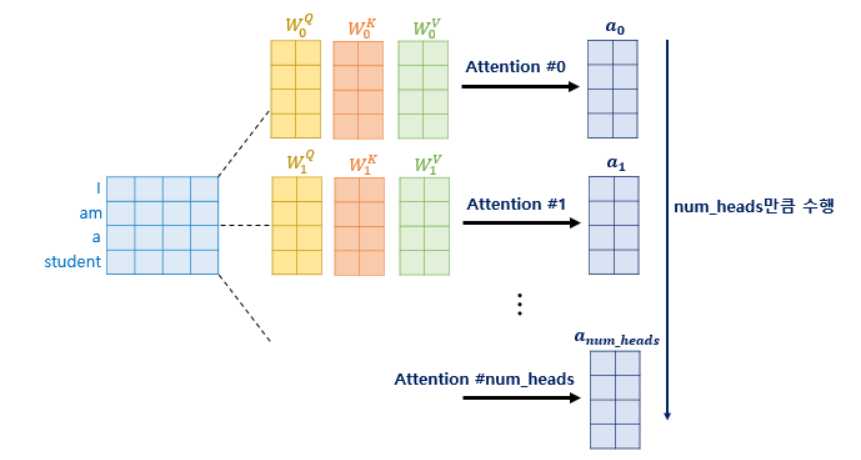 W_0^Q W_0^K W_0^V
a_0
Attention #0
W_1^Q W_1^K W_1^V
a_1
I
am
a
student
Attention #1
num_heads만큼 수행
⋮
a_num_heads
Attention #num_heads